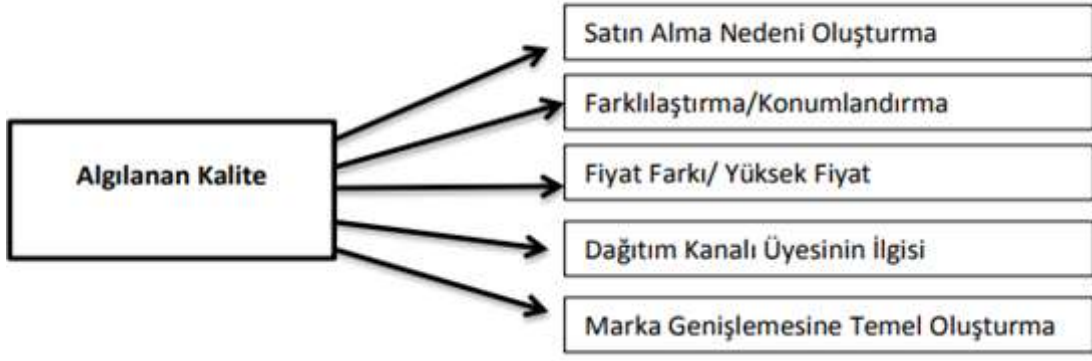 Satın Alma Nedeni Oluşturma
Farklılaştırma/Konumlandırma
Algılanan Kalite
Fiyat Farkı/ Yüksek Fiyat
Dağıtım Kanalı Üyesinin İlgisi
Marka Genişlemesine Temel Oluşturma